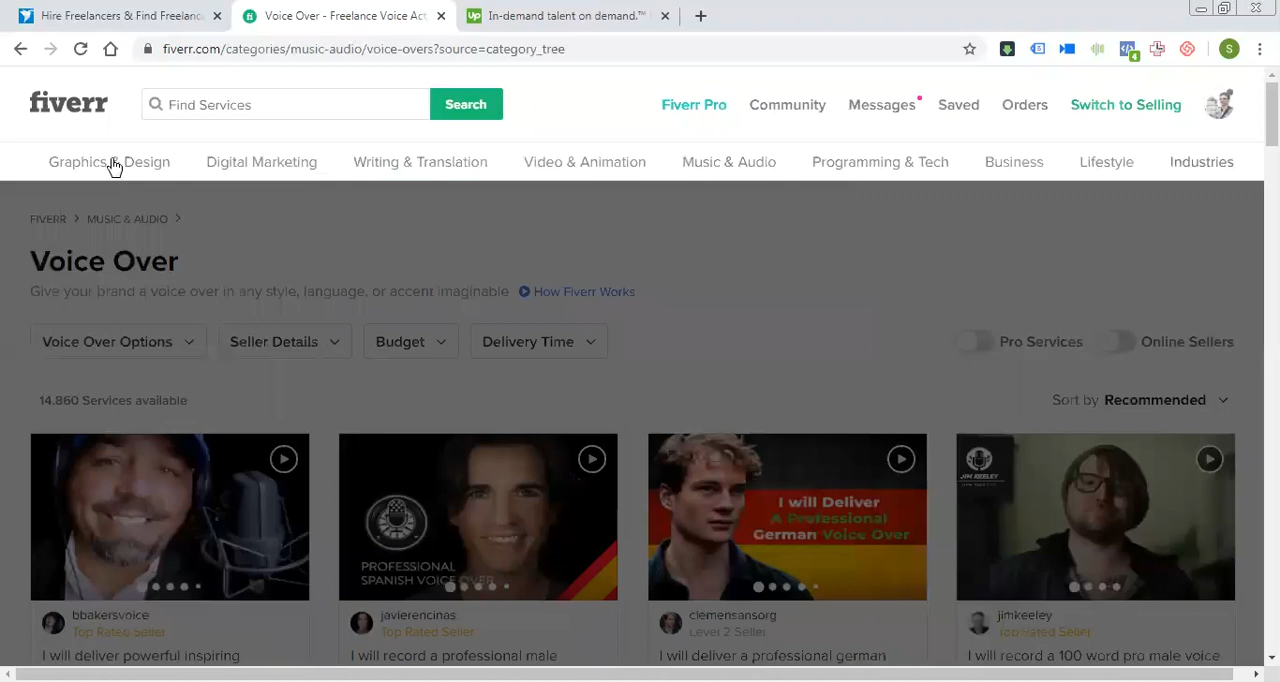 Hire Freelancers & Find Freelanc
Voice Over - Freelance Voice Act
In-demand talent on demand.™
fiverr.com/categories/music-audio/voice-overs?source=category_tree
4
S
fiverr
Find Services
Search
Fiverr Pro
Community
Messages
Saved
Orders
Switch to Selling
Graphics & Design
Digital Marketing
Writing & Translation
Video & Animation
Music & Audio
Programming & Tech
Business
Lifestyle
Industries
FIVERR > MUSIC & AUDIO >
Voice Over
Give your brand a voice over in any style, language, or accent imaginable
How Fiverr Works
Voice Over Options
Seller Details
Budget
Delivery Time
Pro Services
Online Sellers
14.860 Services available
Sort by Recommended
PROFESSIONAL
SPANISH VOICE OVER
I will Deliver
A Professional
German Voice Over
JIM KEELEY
bbakersvoice
Top Rated Seller
I will deliver powerful inspiring
javierencinas
Top Rated Seller
I will record a professional male
clemensansorg
Level 2 Seller
I will deliver a professional german
jimkeeley
Top Rated Seller
I will record a 100 word pro male voice